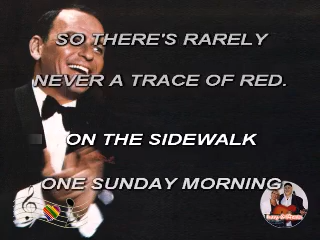 SO THERE'S RARELY
NEVER A TRACE OF RED.
ON THE SIDEWALK
ONE SUNDAY MORNING